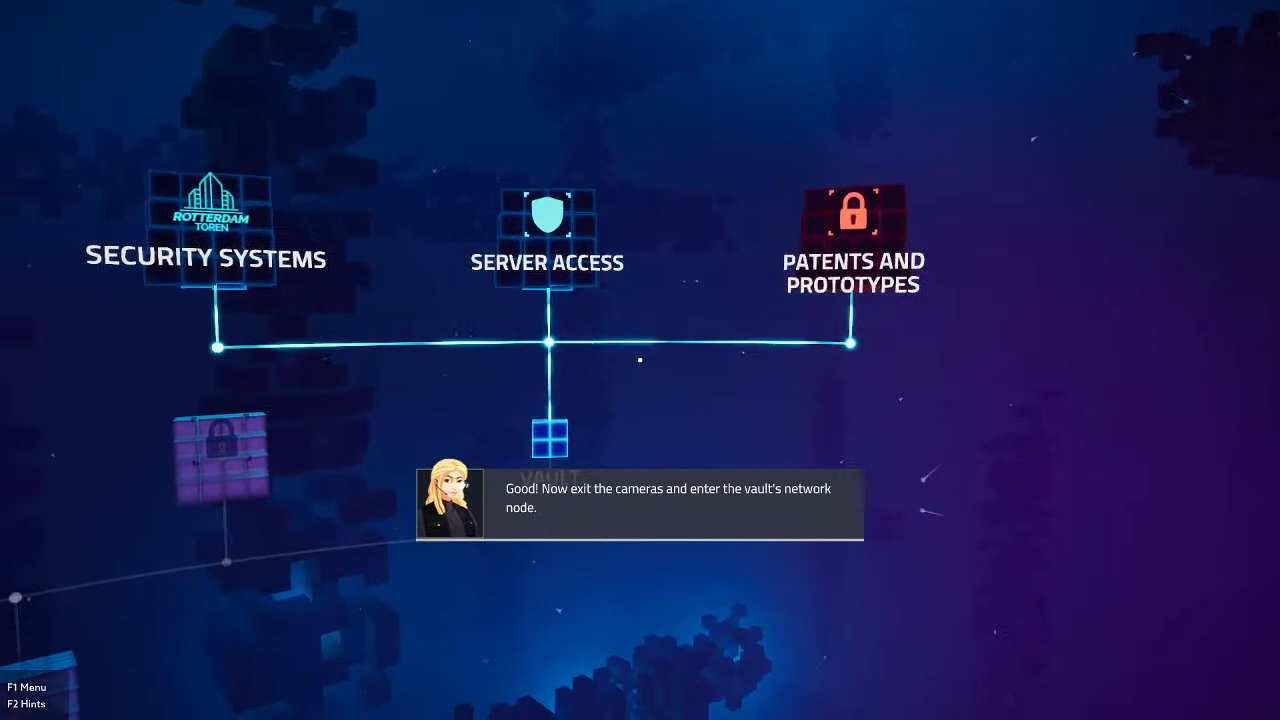 ROTTERDAM
TOREN
SECURITY SYSTEMS
SERVER ACCESS
PATENTS AND
PROTOTYPES
VAULT
Good! Now exit the cameras and enter the vault's network
node.
F1 Menu
F2 Hints